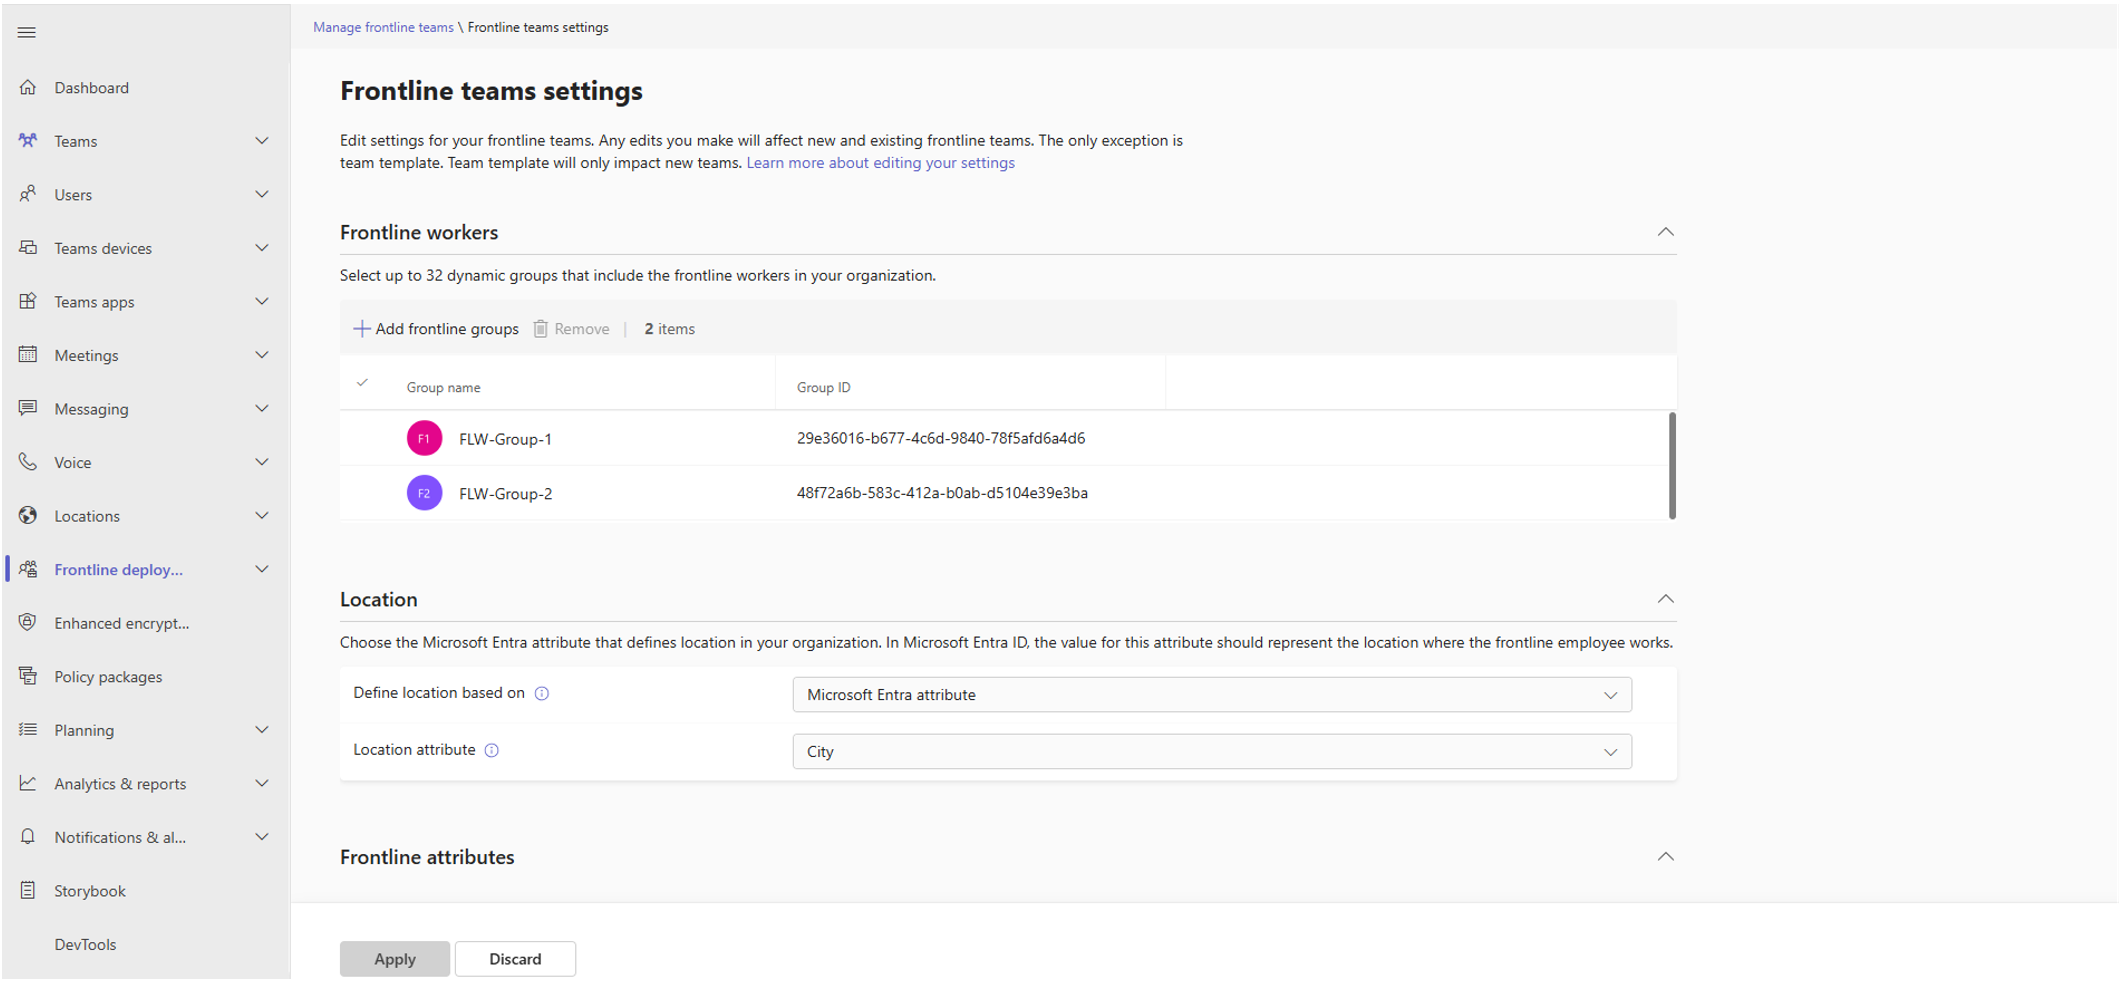 Manage frontline teams \ Frontline teams settings
Dashboard
Teams
Users
Teams devices
Teams apps
Meetings
Messaging
Voice
Locations
Frontline deploy...
Enhanced encrypt...
Policy packages
Planning
Analytics & reports
Notifications & al...
Storybook
DevTools
Frontline teams settings
Edit settings for your frontline teams. Any edits you make will affect new and existing frontline teams. The only exception is
team template. Team template will only impact new teams. Learn more about editing your settings
Frontline workers
Select up to 32 dynamic groups that include the frontline workers in your organization.
Add frontline groups Remove | 2 items
Group name Group ID
F1 FLW-Group-1 29e36016-b677-4c6d-9840-78f5afd6a4d6
F2 FLW-Group-2 48f72a6b-583c-412a-b0ab-d5104e39e3ba
Location
Choose the Microsoft Entra attribute that defines location in your organization. In Microsoft Entra ID, the value for this attribute should represent the location where the frontline employee works.
Define location based on Microsoft Entra attribute
Location attribute City
Frontline attributes
Apply Discard